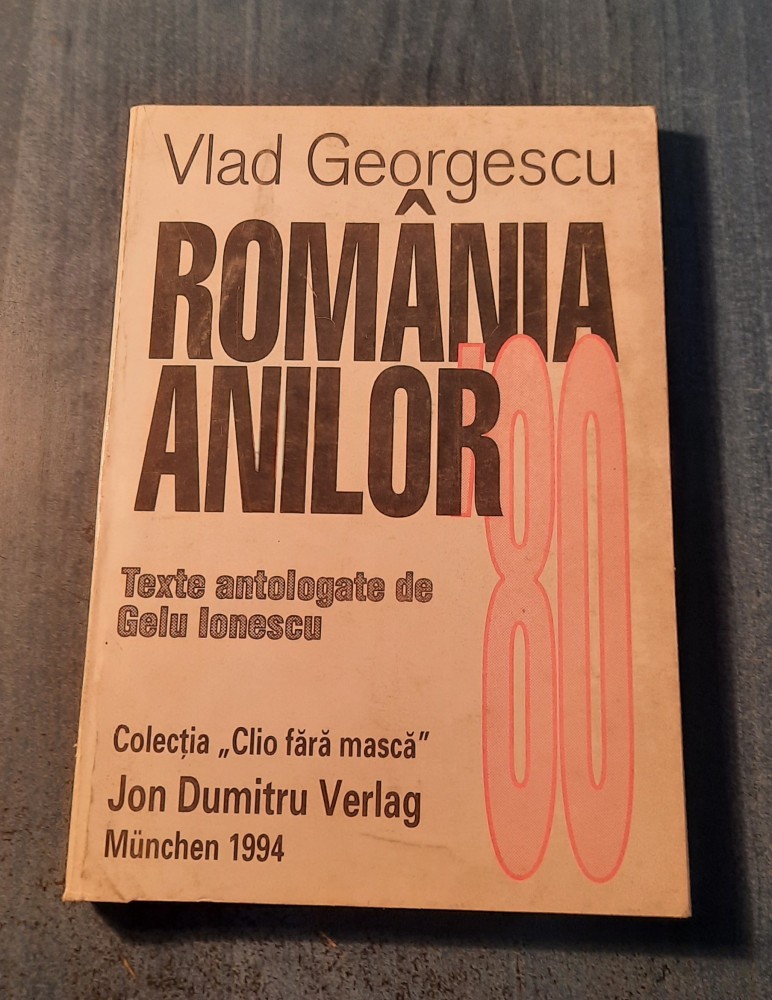 Vlad Georgescu
ROMÂNIA
ANILOR '80
Texte antologate de
Gelu Ionescu
Colecția „Clio fără mască”
Jon Dumitru Verlag
München 1994